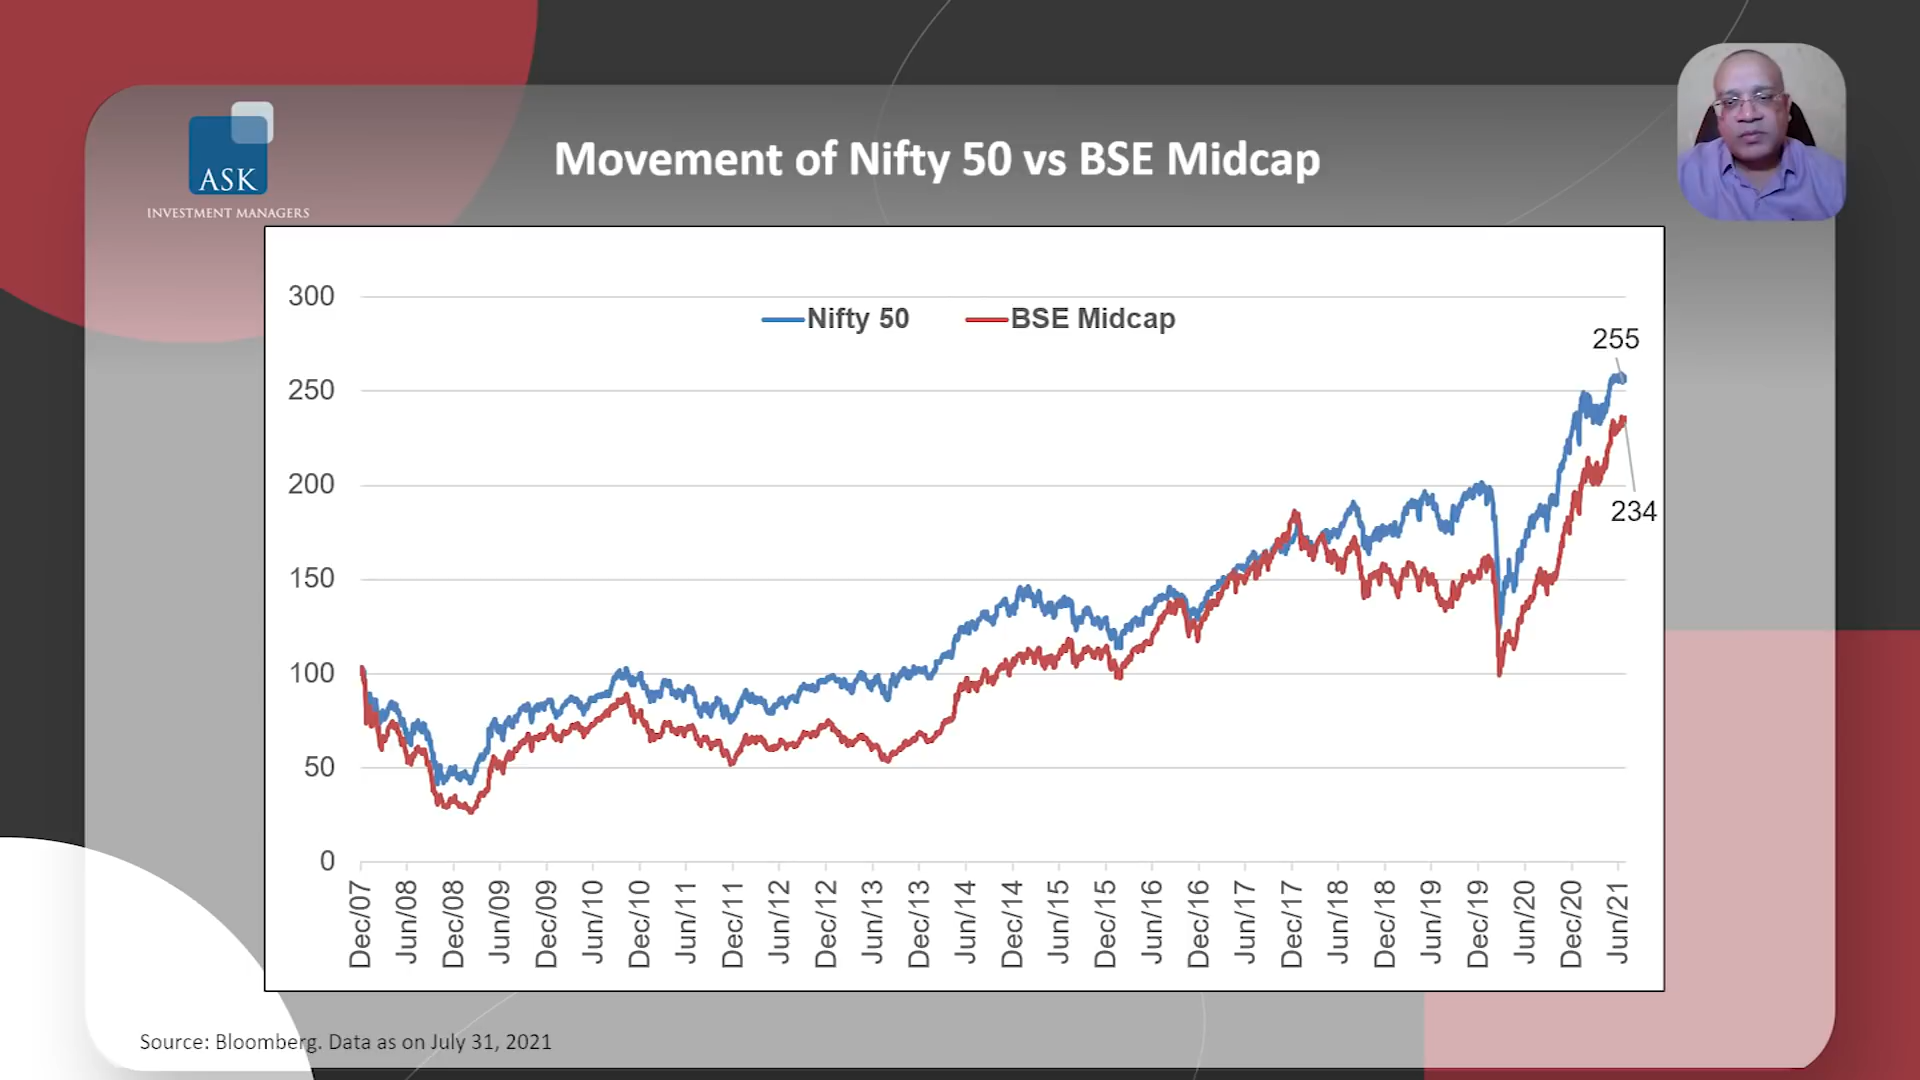 ASK
INVESTMENT MANAGERS
Movement of Nifty 50 vs BSE Midcap
Nifty 50
BSE Midcap
300
250
200
150
100
50
0
255
234
Dec/07
Jun/08
Dec/08
Jun/09
Dec/09
Jun/10
Dec/10
Jun/11
Dec/11
Jun/12
Dec/12
Jun/13
Dec/13
Jun/14
Dec/14
Jun/15
Dec/15
Jun/16
Dec/16
Jun/17
Dec/17
Jun/18
Dec/18
Jun/19
Dec/19
Jun/20
Dec/20
Jun/21
Source: Bloomberg. Data as on July 31, 2021